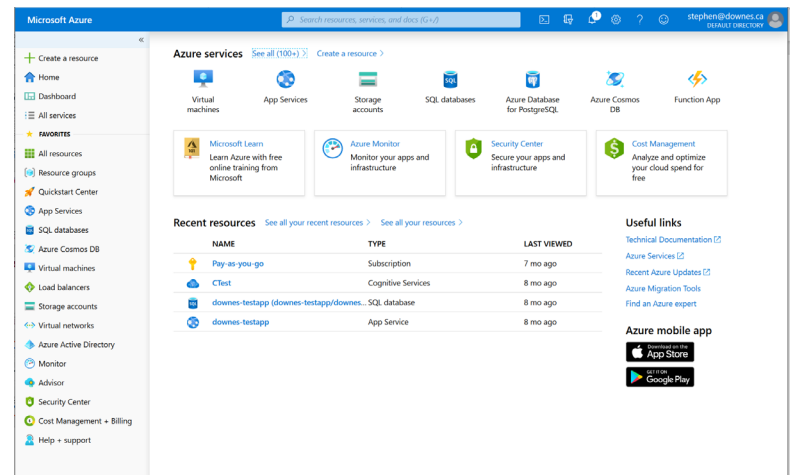 Microsoft Azure
Search resources, services, and docs (G+/)
1
stephen@downes.ca
DEFAULT DIRECTORY
«
Create a resource
Home
Dashboard
All services
FAVORITES
All resources
Resource groups
Quickstart Center
App Services
SQL databases
Azure Cosmos DB
Virtual machines
Load balancers
Storage accounts
Virtual networks
Azure Active Directory
Monitor
Advisor
Security Center
Cost Management + Billing
Help + support
Azure services See all (100+) > Create a resource >
Virtual
machines
App Services
Storage
accounts
SQL
SQL databases
Azure Database
for PostgreSQL
Azure Cosmos
DB
Function App
Microsoft Learn
Learn Azure with free
online training from
Microsoft
Azure Monitor
Monitor your apps and
infrastructure
Security Center
Secure your apps and
infrastructure
Cost Management
Analyze and optimize
your cloud spend for
free
Recent resources See all your recent resources > See all your resources >
NAME TYPE LAST VIEWED
Pay-as-you-go Subscription 7 mo ago
CTest Cognitive Services 8 mo ago
downes-testapp (downes-testapp/downes... SQL database 8 mo ago
downes-testapp App Service 8 mo ago
Useful links
Technical Documentation
Azure Services
Recent Azure Updates
Azure Migration Tools
Find an Azure expert
Azure mobile app
Download on the
App Store
GET IT ON
Google Play